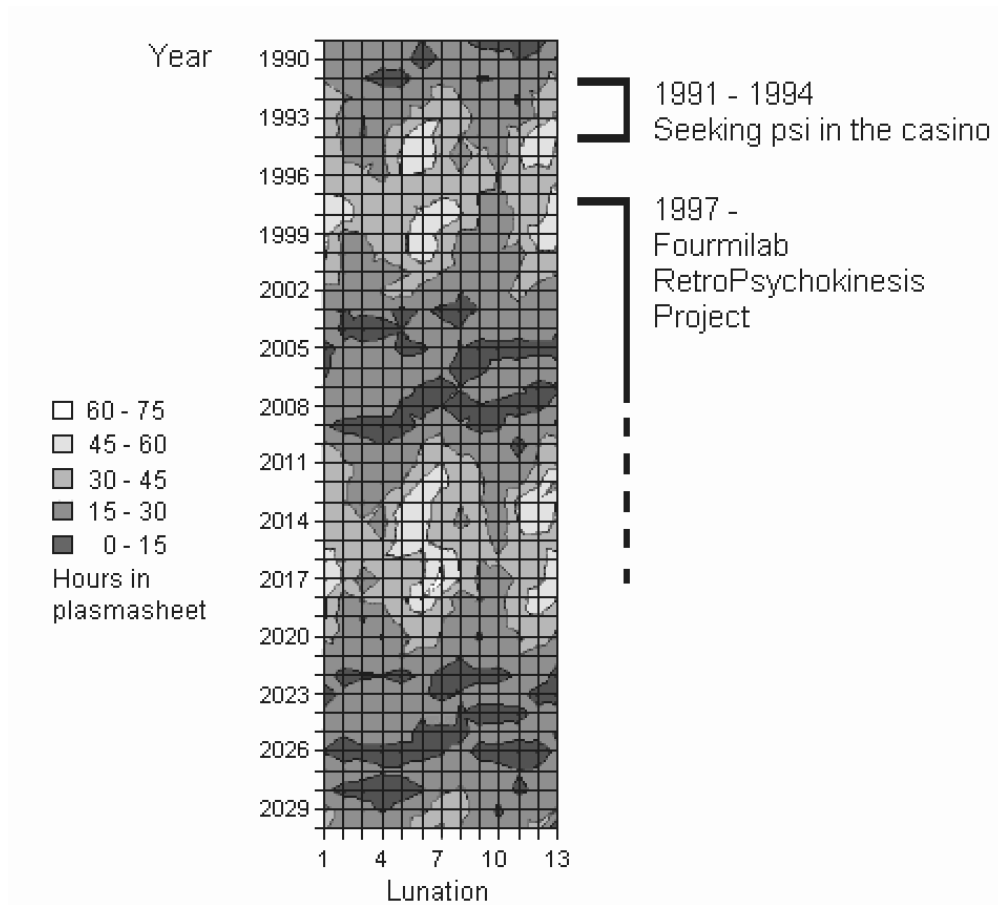 Year
1990
1993
1996
1999
2002
2005
2008
2011
2014
2017
2020
2023
2026
2029
1991 - 1994
Seeking psi in the casino
1997 -
Fourmilab
RetroPsychokinesis
Project
60 - 75
45 - 60
30 - 45
15 - 30
0 - 15
Hours in
plasmasheet
1 4 7 10 13
Lunation